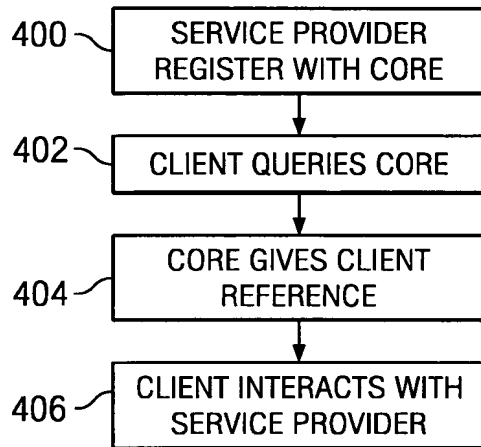 400
SERVICE PROVIDER
REGISTER WITH CORE
402
CLIENT QUERIES CORE
404
CORE GIVES CLIENT
REFERENCE
406
CLIENT INTERACTS WITH
SERVICE PROVIDER